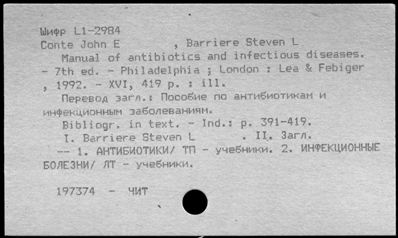 Шифр L1-2984
Conte John E , Barriere Steven L
Manual of antibiotics and infectious diseases.
- 7th ed. - Philadelphia ; London : Lea & Febiger
, 1992. - XVI, 419 p. : ill.
Перевод загл.: Пособие по антибиотикам и
инфекционным заболеваниям.
Bibliogr. in text. - Ind.: p. 391-419.
I. Barriere Steven L . II. Загл.
-- 1. АНТИБИОТИКИ/ ТП - учебники. 2. ИНФЕКЦИОННЫЕ
БОЛЕЗНИ/ ЛТ - учебники.
197374 - ЧИТ